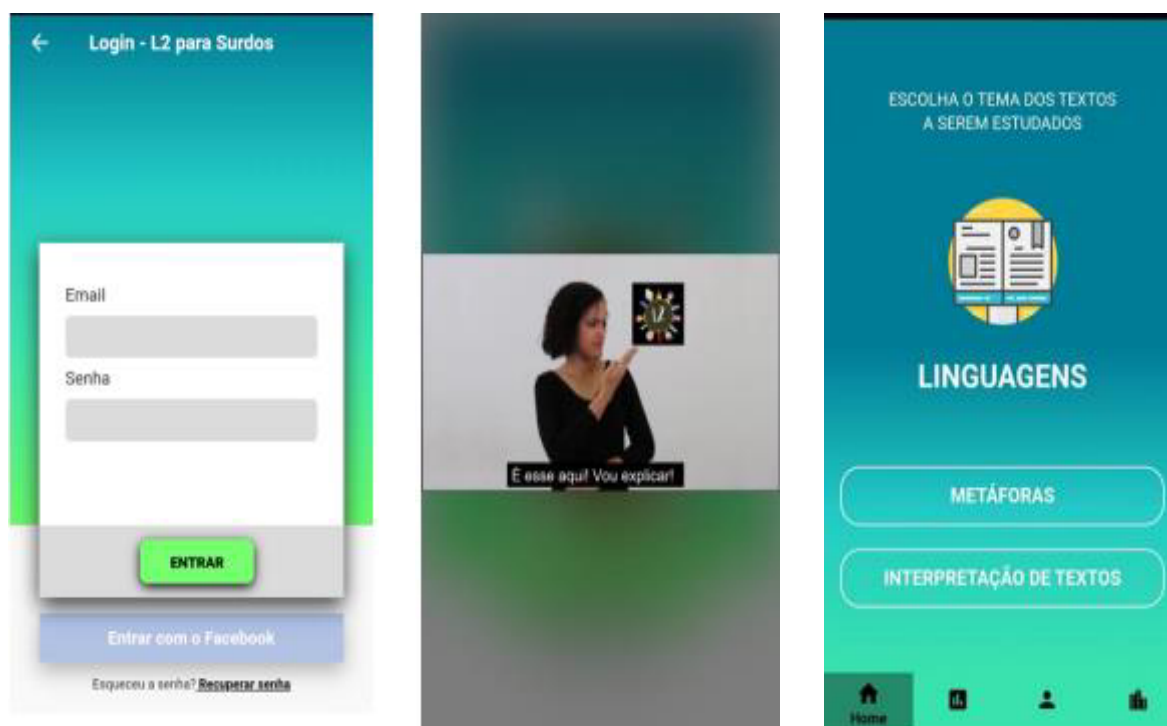 Login - L2 para Surdos
Email
Senha
ENTRAR
Entrar com o Facebook
Esqueceu a senha? Recuperar senha
L2
É esse aqui! Vou explicar!
ESCOLHA O TEMA DOS TEXTOS
A SEREM ESTUDADOS
LINGUAGENS
METÁFORAS
INTERPRETAÇÃO DE TEXTOS
Home